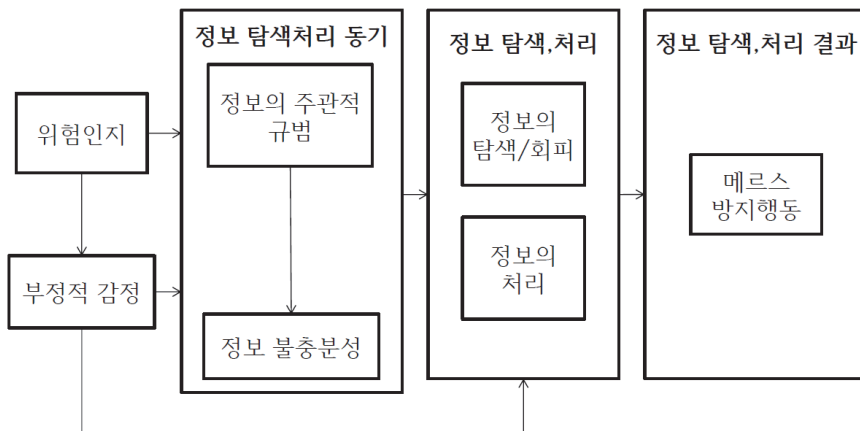 정보 탐색처리 동기
정보의 주관적
규범
정보 불충분성
위험인지
부정적 감정
정보 탐색,처리
정보의
탐색/회피
정보의
처리
정보 탐색,처리 결과
메르스
방지행동